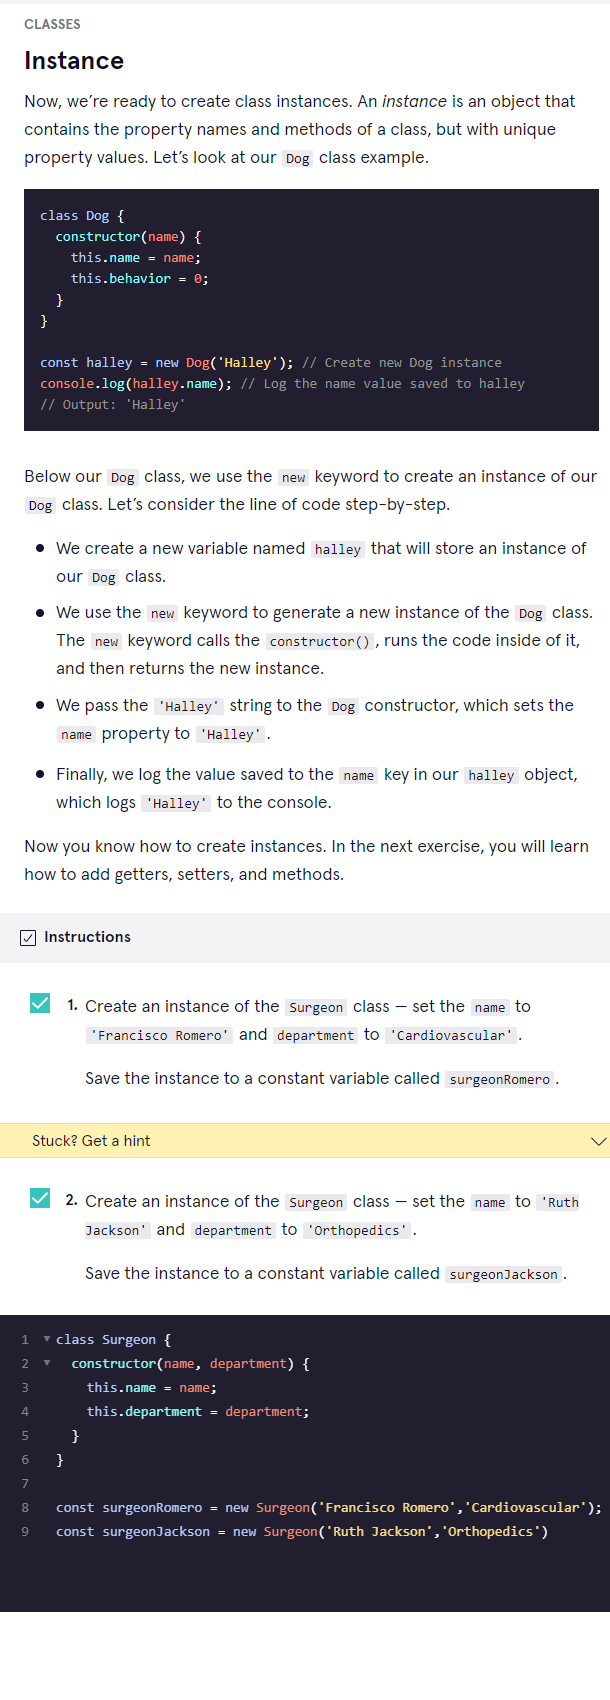 CLASSES
Instance
Now, we’re ready to create class instances. An instance is an object that
contains the property names and methods of a class, but with unique
property values. Let’s look at our Dog class example.
class Dog {
  constructor(name) {
    this.name = name;
    this.behavior = 0;
  }
}

const halley = new Dog('Halley'); // Create new Dog instance
console.log(halley.name); // Log the name value saved to halley
// Output: 'Halley'
Below our Dog class, we use the new keyword to create an instance of our
Dog class. Let’s consider the line of code step-by-step.
• We create a new variable named halley that will store an instance of
our Dog class.
• We use the new keyword to generate a new instance of the Dog class.
The new keyword calls the constructor(), runs the code inside of it,
and then returns the new instance.
• We pass the 'Halley' string to the Dog constructor, which sets the
name property to 'Halley'.
• Finally, we log the value saved to the name key in our halley object,
which logs 'Halley' to the console.
Now you know how to create instances. In the next exercise, you will learn
how to add getters, setters, and methods.
Instructions
1. Create an instance of the Surgeon class — set the name to
'Francisco Romero' and department to 'Cardiovascular'.
Save the instance to a constant variable called surgeonRomero.
Stuck? Get a hint
2. Create an instance of the Surgeon class — set the name to 'Ruth
Jackson' and department to 'Orthopedics'.
Save the instance to a constant variable called surgeonJackson.
1 class Surgeon {
2   constructor(name, department) {
3     this.name = name;
4     this.department = department;
5   }
6 }
7
8 const surgeonRomero = new Surgeon('Francisco Romero','Cardiovascular');
9 const surgeonJackson = new Surgeon('Ruth Jackson','Orthopedics')